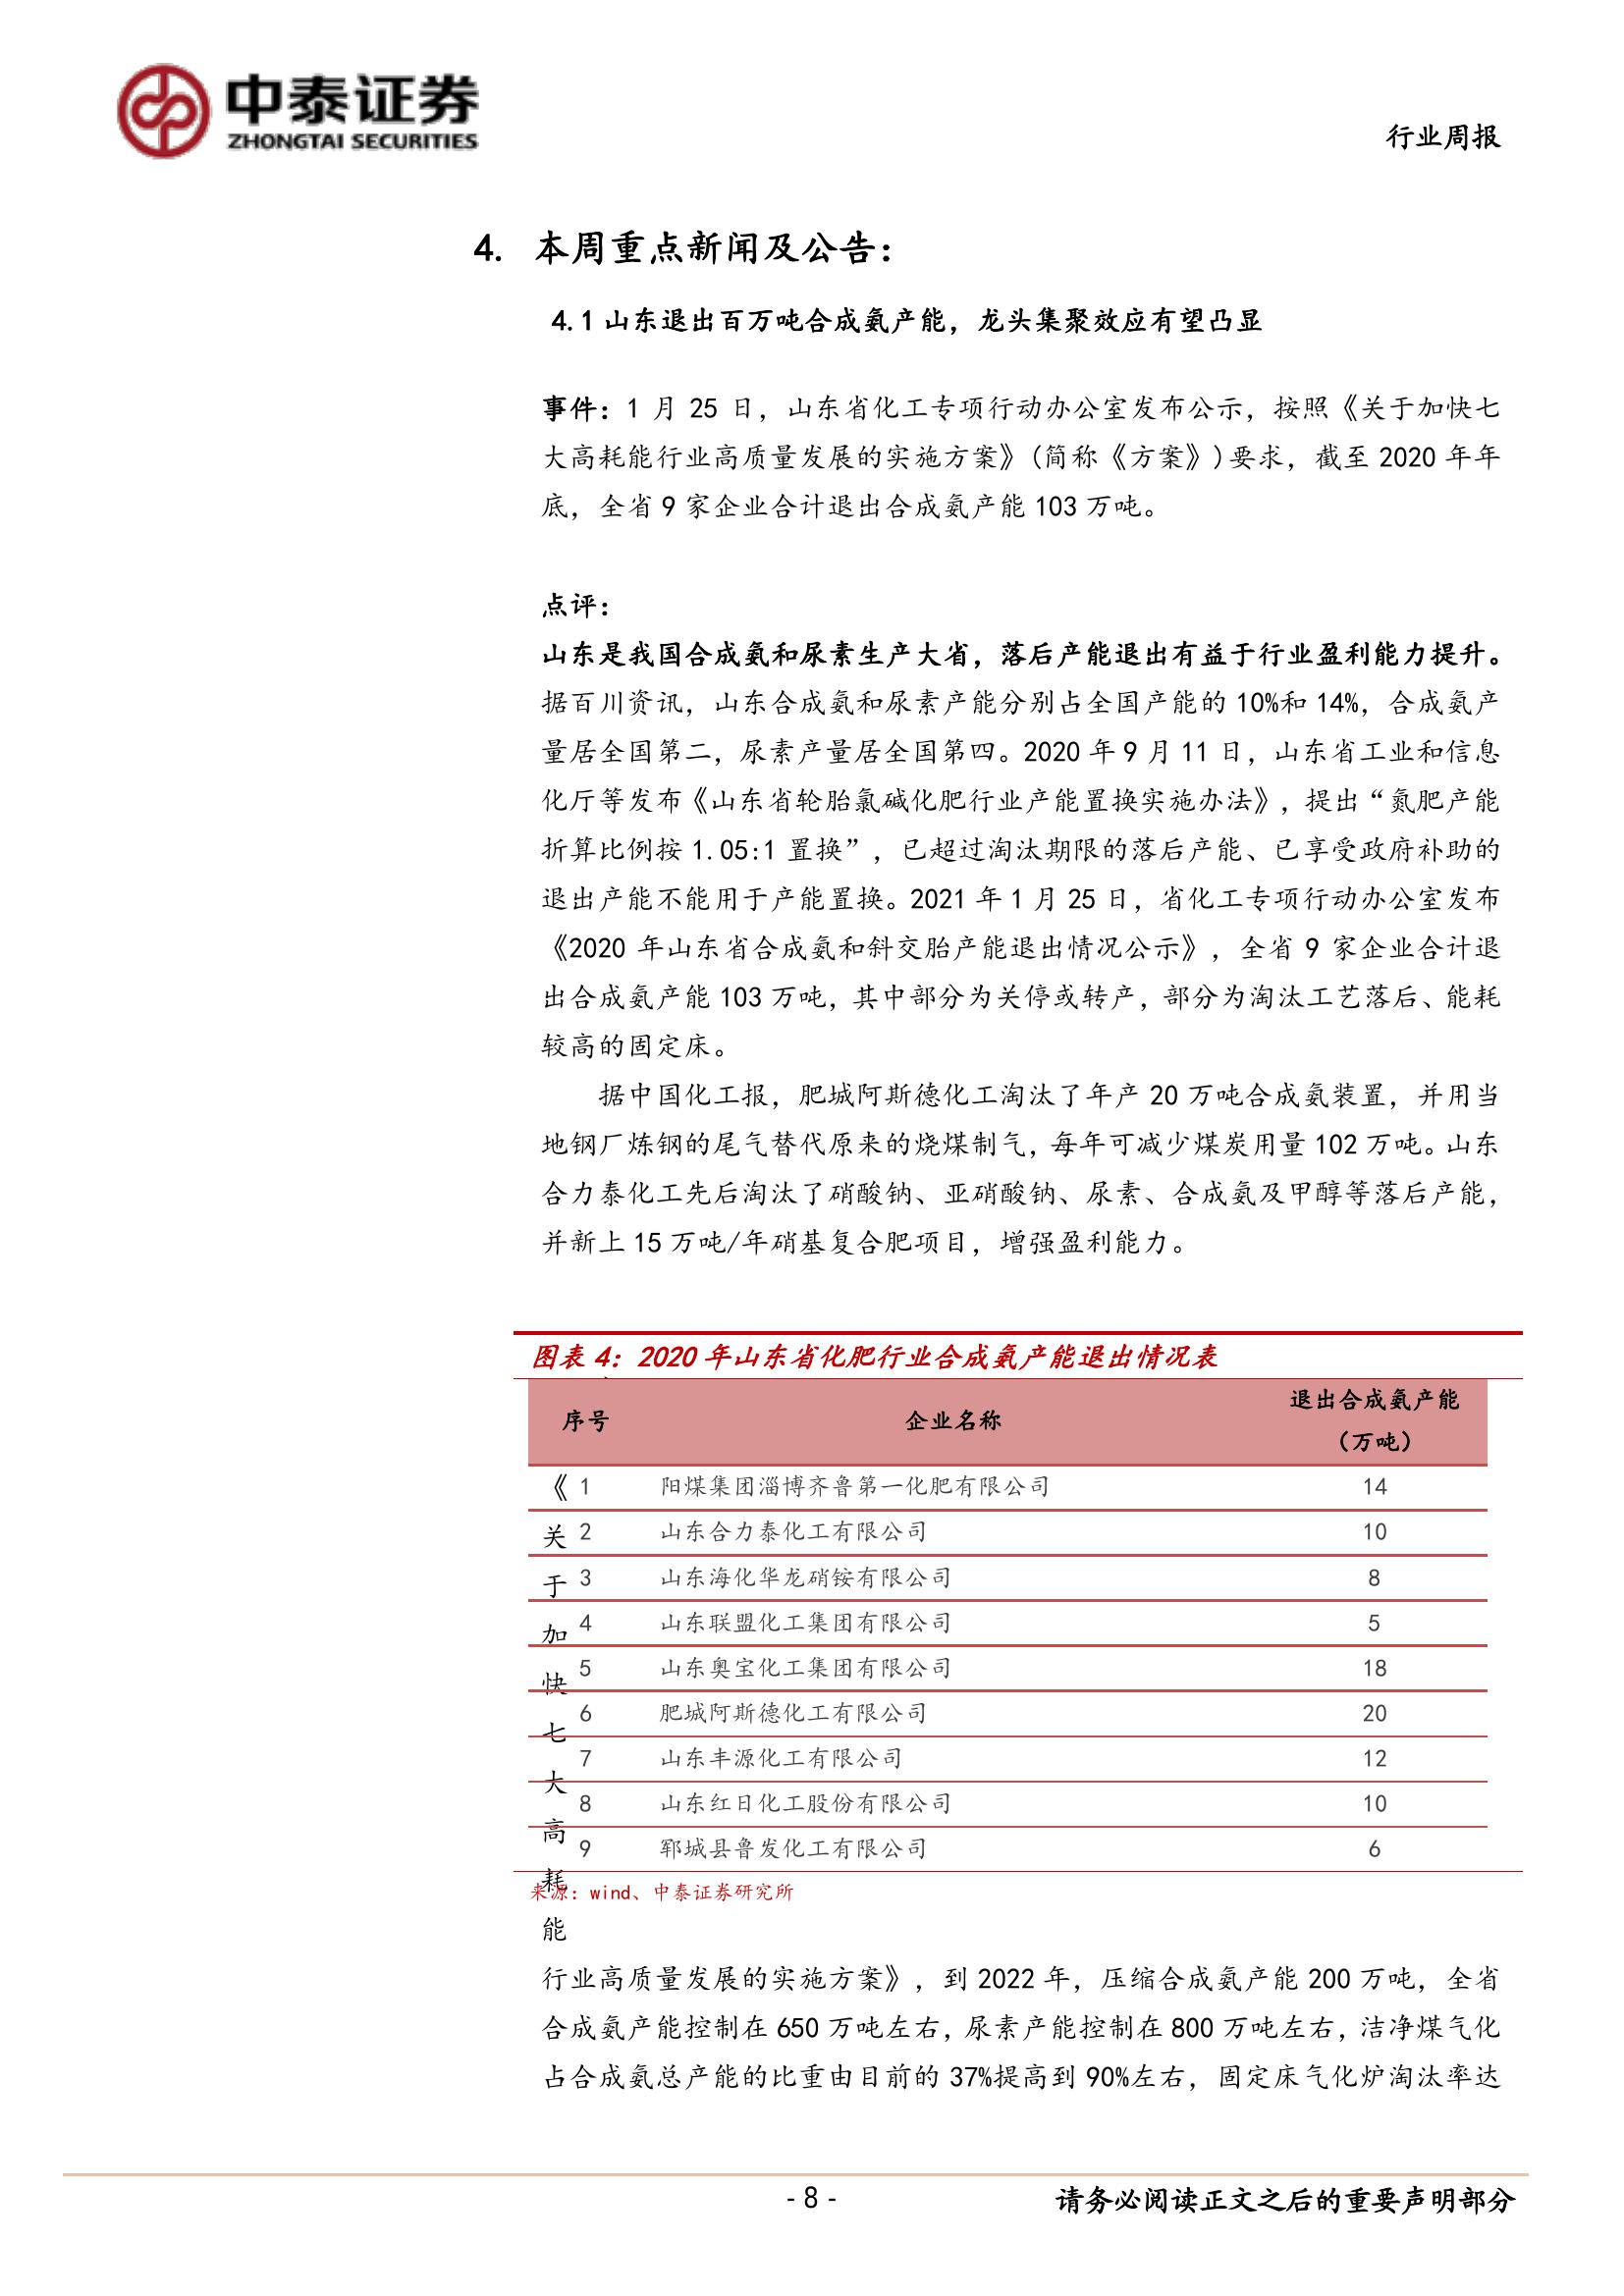 中泰证券
ZHONGTAI SECURITIES
行业周报
4. 本周重点新闻及公告：
4.1 山东退出百万吨合成氨产能，龙头集聚效应有望凸显
事件：1 月 25 日，山东省化工专项行动办公室发布公示，按照《关于加快七
大高耗能行业高质量发展的实施方案》(简称《方案》)要求，截至 2020 年年
底，全省 9 家企业合计退出合成氨产能 103 万吨。
点评：
山东是我国合成氨和尿素生产大省，落后产能退出有益于行业盈利能力提升。
据百川资讯，山东合成氨和尿素产能分别占全国产能的 10%和 14%，合成氨产
量居全国第二，尿素产量居全国第四。2020 年 9 月 11 日，山东省工业和信息
化厅等发布《山东省轮胎氯碱化肥行业产能置换实施办法》，提出“氮肥产能
折算比例按 1.05:1 置换”，已超过淘汰期限的落后产能、已享受政府补助的
退出产能不能用于产能置换。2021 年 1 月 25 日，省化工专项行动办公室发布
《2020 年山东省合成氨和斜交胎产能退出情况公示》，全省 9 家企业合计退
出合成氨产能 103 万吨，其中部分为关停或转产，部分为淘汰工艺落后、能耗
较高的固定床。
据中国化工报，肥城阿斯德化工淘汰了年产 20 万吨合成氨装置，并用当
地钢厂炼钢的尾气替代原来的烧煤制气，每年可减少煤炭用量 102 万吨。山东
合力泰化工先后淘汰了硝酸钠、亚硝酸钠、尿素、合成氨及甲醇等落后产能，
并新上 15 万吨/年硝基复合肥项目，增强盈利能力。
图表 4：2020 年山东省化肥行业合成氨产能退出情况表
序号 企业名称 退出合成氨产能
（万吨）
《 1 阳煤集团淄博齐鲁第一化肥有限公司 14
关 2 山东合力泰化工有限公司 10
于 3 山东海化华龙硝铵有限公司 8
加 4 山东联盟化工集团有限公司 5
快 5 山东奥宝化工集团有限公司 18
七 6 肥城阿斯德化工有限公司 20
大 7 山东丰源化工有限公司 12
高 8 山东红日化工股份有限公司 10
耗 9 郓城县鲁发化工有限公司 6
来源：wind、中泰证券研究所
能
行业高质量发展的实施方案》，到 2022 年，压缩合成氨产能 200 万吨，全省
合成氨产能控制在 650 万吨左右，尿素产能控制在 800 万吨左右，洁净煤气化
占合成氨总产能的比重由目前的 37%提高到 90%左右，固定床气化炉淘汰率达
- 8 -
请务必阅读正文之后的重要声明部分